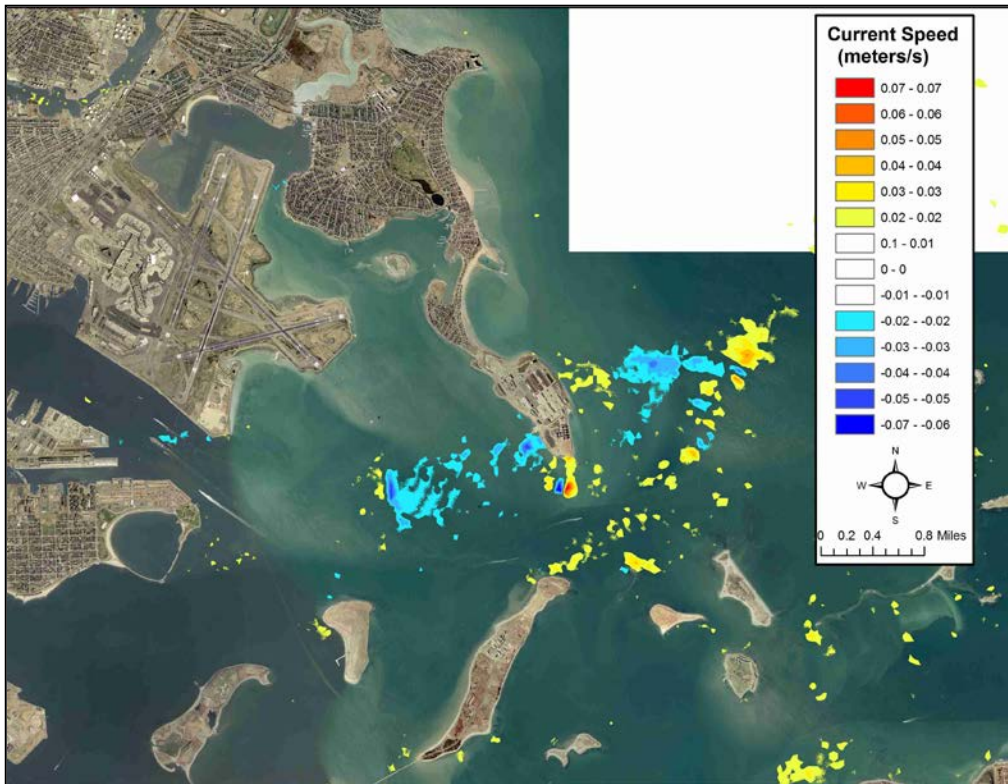 Current Speed
(meters/s)
0.07 - 0.07
0.06 - 0.06
0.05 - 0.05
0.04 - 0.04
0.03 - 0.03
0.02 - 0.02
0.1 - 0.01
0 - 0
-0.01 - -0.01
-0.02 - -0.02
-0.03 - -0.03
-0.04 - -0.04
-0.05 - -0.05
-0.07 - -0.06
N
W E
S
0 0.2 0.4 0.8 Miles